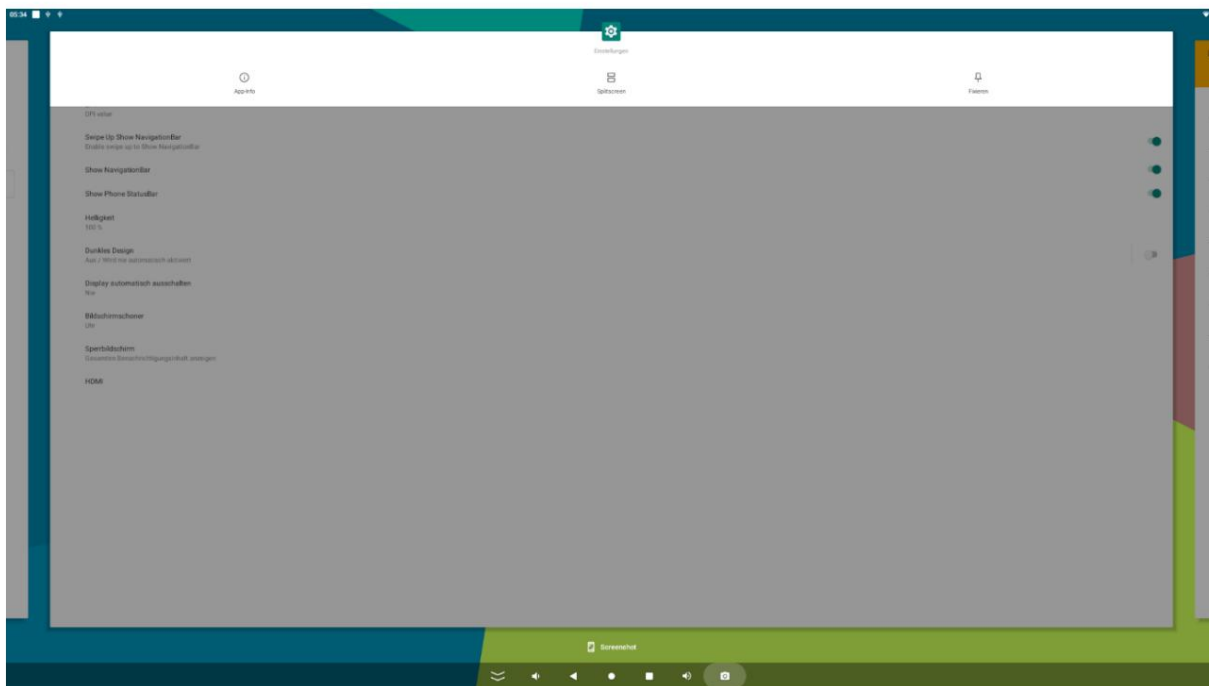 05:34
Einstellungen
App-Info
Splitscreen
Fixieren
Swipe Up Show NavigationBar
Enable swipe up to Show NavigationBar
Show NavigationBar
Show Phone StatusBar
Helligkeit
100 %
Dunkles Design
Aus / Wird nie automatisch aktiviert
Display automatisch ausschalten
Nie
Bildschirmschoner
Uhr
Sperrbildschirm
Gesamten Benachrichtigungsinhalt anzeigen
HDMI
Screenshot